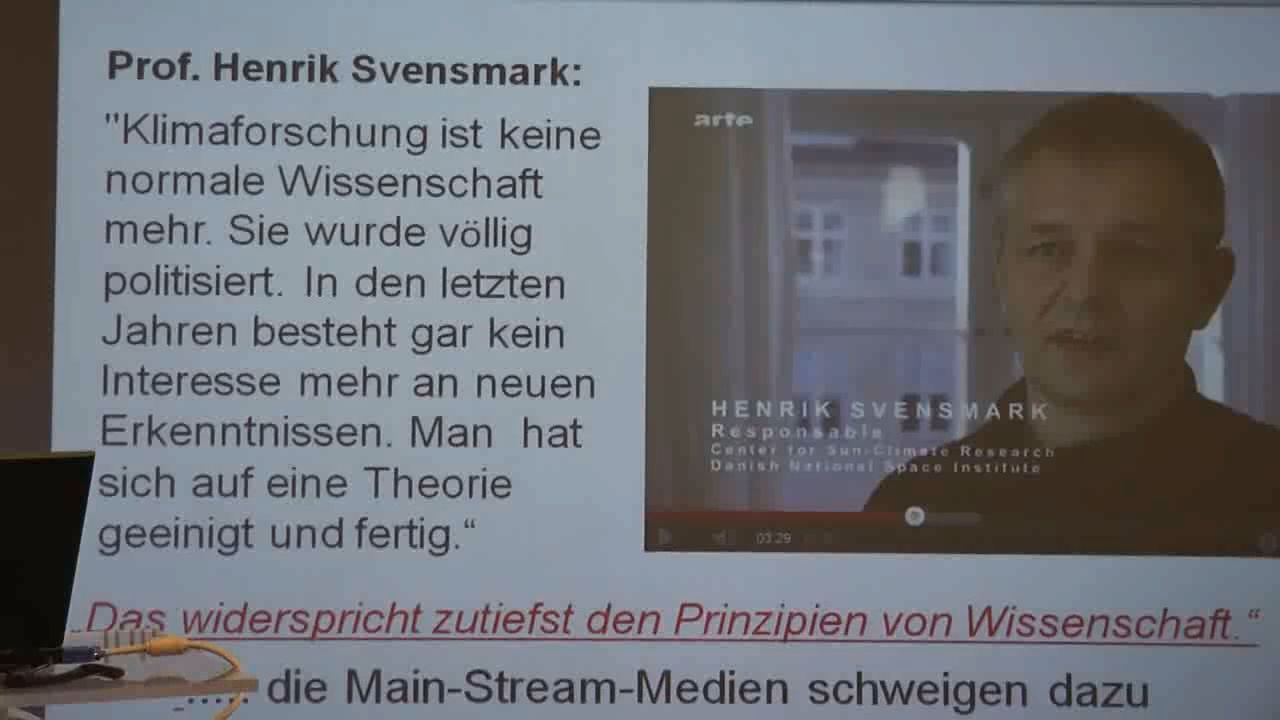 Prof. Henrik Svensmark:
"Klimaforschung ist keine
normale Wissenschaft
mehr. Sie wurde völlig
politisiert. In den letzten
Jahren besteht gar kein
Interesse mehr an neuen
Erkenntnissen. Man hat
sich auf eine Theorie
geeinigt und fertig.“
arte
HENRIK SVENSMARK
Responsable
Center for Sun-Climate Research
Danish National Space Institute
03:29
„Das widerspricht zutiefst den Prinzipien von Wissenschaft.“
..... die Main-Stream-Medien schweigen dazu